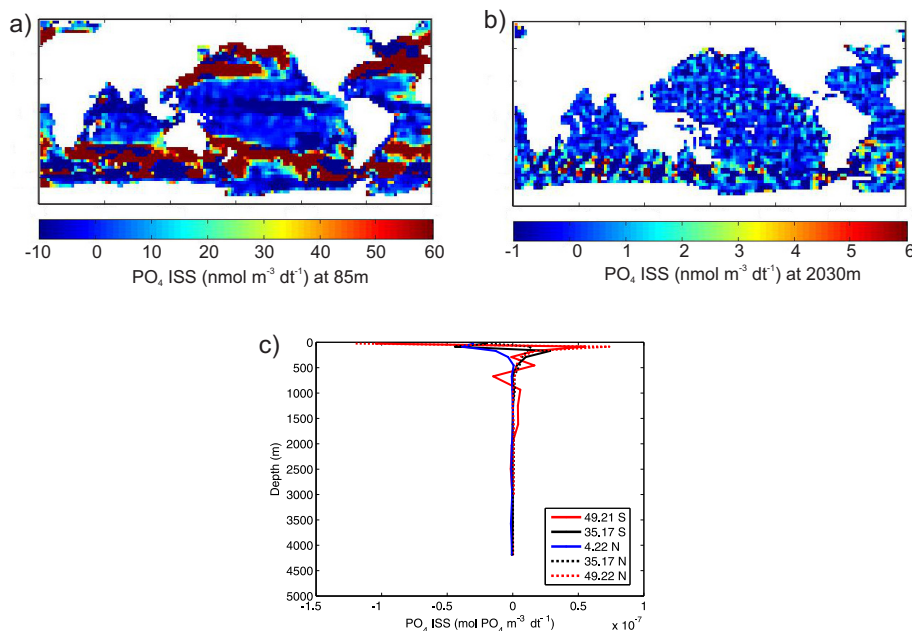 a)
b)
-10 0 10 20 30 40 50 60
-1 0 1 2 3 4 5 6
PO₄ ISS (nmol m⁻³ dt⁻¹) at 85m
PO₄ ISS (nmol m⁻³ dt⁻¹) at 2030m
c)
0
500
1000
1500
2000
2500
3000
3500
4000
4500
5000
Depth (m)
49.21 S
35.17 S
4.22 N
35.17 N
49.22 N
-1.5 -1 -0.5 0 0.5 1
x 10⁻⁷
PO₄ ISS (mol PO₄ m⁻³ dt⁻¹)